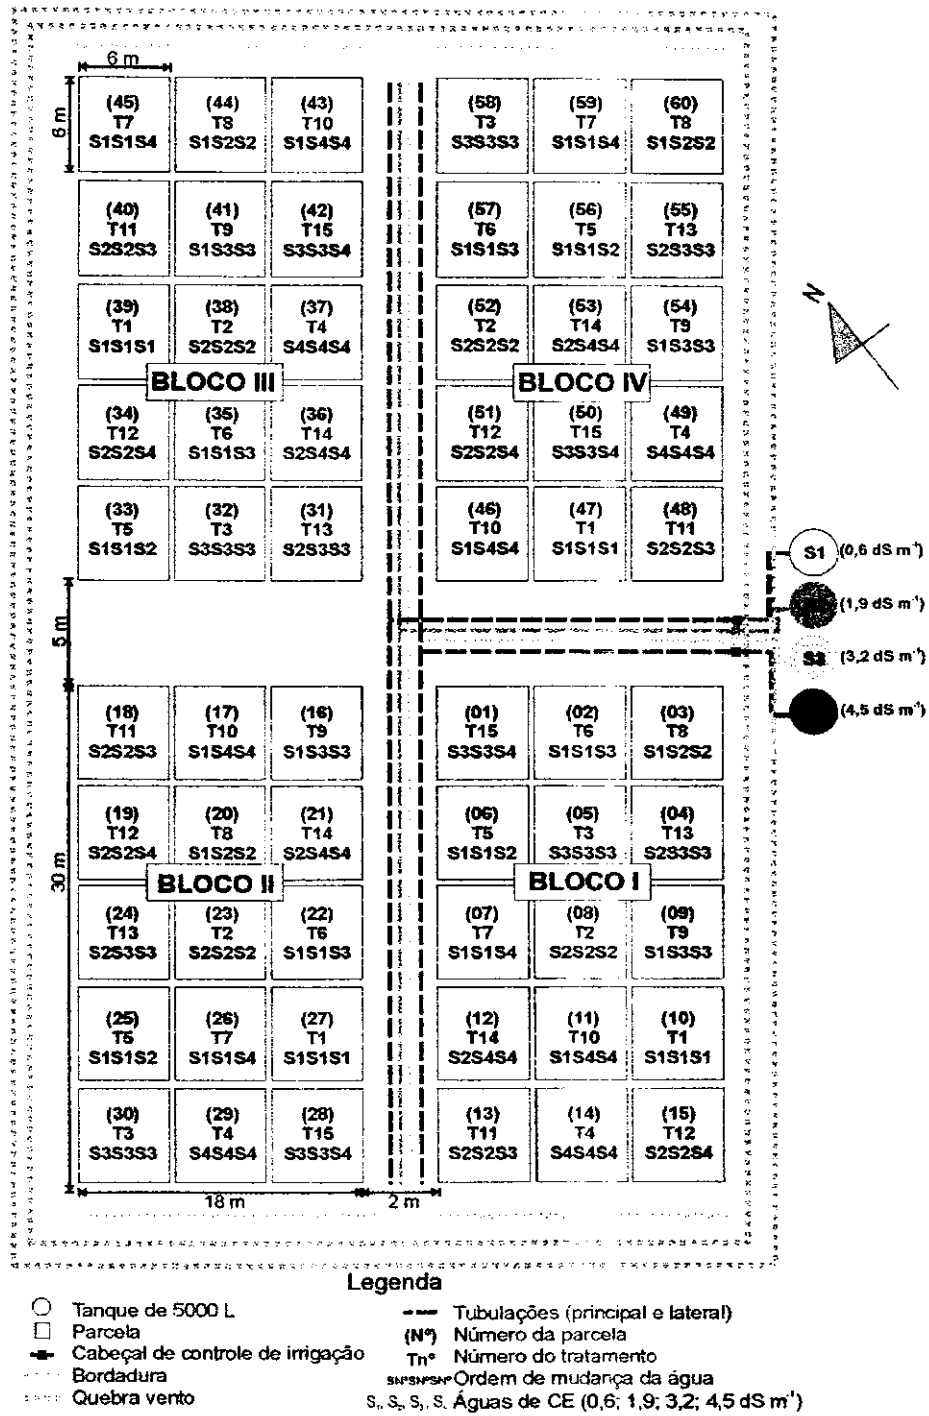 6 m
6 m
(45) (44) (43) (58) (59) (60)
T7 T8 T10 T3 T7 T8
S1S1S4 S1S2S2 S1S4S4 S3S3S3 S1S1S4 S1S2S2
(40) (41) (42) (57) (56) (55)
T11 T9 T15 T6 T5 T13
S2S2S3 S1S3S3 S3S3S4 S1S1S3 S1S1S2 S2S3S3
(39) (38) (37) (52) (53) (54)
T1 T2 T4 T2 T14 T9
S1S1S1 S2S2S2 S4S4S4 S2S2S2 S2S4S4 S1S3S3
N
BLOCO III BLOCO IV
(34) (35) (36) (51) (50) (49)
T12 T6 T14 T12 T15 T4
S2S2S4 S1S1S3 S2S4S4 S2S2S4 S3S3S4 S4S4S4
(33) (32) (31) (46) (47) (48)
T5 T3 T13 T10 T1 T11
S1S1S2 S3S3S3 S2S3S3 S1S4S4 S1S1S1 S2S2S3
S1 (0,6 dS m⁻¹)
(1,9 dS m⁻¹)
5 m
(3,2 dS m⁻¹)
(4,5 dS m⁻¹)
(18) (17) (16) (01) (02) (03)
T11 T10 T9 T15 T6 T8
S2S2S3 S1S4S4 S1S3S3 S3S3S4 S1S1S3 S1S2S2
(19) (20) (21) (06) (05) (04)
T12 T8 T14 T5 T3 T13
S2S2S4 S1S2S2 S2S4S4 S1S1S2 S3S3S3 S2S3S3
30 m
BLOCO II BLOCO I
(24) (23) (22) (07) (08) (09)
T13 T2 T6 T7 T2 T9
S2S3S3 S2S2S2 S1S1S3 S1S1S4 S2S2S2 S1S3S3
(25) (26) (27) (12) (11) (10)
T5 T7 T1 T14 T10 T1
S1S1S2 S1S1S4 S1S1S1 S2S4S4 S1S4S4 S1S1S1
(30) (29) (28) (13) (14) (15)
T3 T4 T15 T11 T4 T12
S3S3S3 S4S4S4 S3S3S4 S2S2S3 S4S4S4 S2S2S4
18 m 2 m
Legenda
Tanque de 5000 L
Parcela
Cabeçal de controle de irrigação
Bordadura
Quebra vento
Tubulações (principal e lateral)
(Nº) Número da parcela
Tnº Número do tratamento
SNºSNºSNº Ordem de mudança da água
S₁, S₂, S₃, S. Águas de CE (0,6; 1,9; 3,2; 4,5 dS m⁻¹)